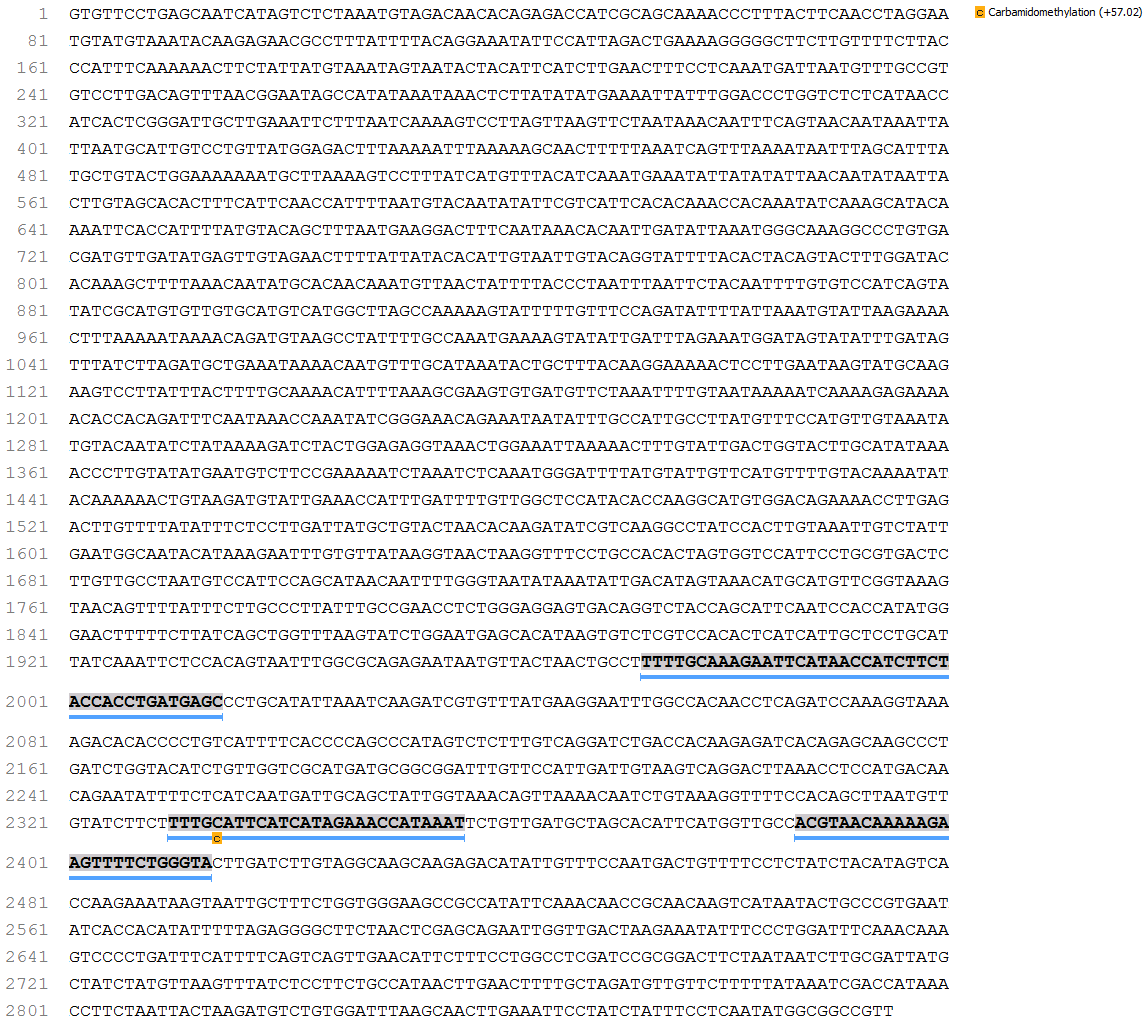 1 GTGTTCCTGAGCAATCATAGTCTCTAAATGTAGACAACACAGAGACCATCGCAGCAAAACCCTTTACTTCAACCTAGGAA
c Carbamidomethylation (+57.02)
81 TGTATGTAAATACAAGAGAACGCCTTTATTTTACAGGAAATATTCCATTAGACTGAAAAGGGGGCTTCTTGTTTTCTTAC
161 CCATTTCAAAAAACTTCTATTATGTAAATAGTAATACTACATTCATCTTGAACTTTCCTCAAATGATTAATGTTTGCCGT
241 GTCCTTGACAGTTTAACGGAATAGCCATATAAATAAACTCTTATATATGAAAATTATTTGGACCCTGGTCTCTCATAACC
321 ATCACTCGGGATTGCTTGAAATTCTTTAATCAAAAGTCCTTAGTTAAGTTCTAATAAACAATTTCAGTAACAATAAATTA
401 TTAATGCATTGTCCTGTTATGGAGACTTTAAAAATTTAAAAAGCAACTTTTTAAATCAGTTTAAAATAATTTAGCATTTA
481 TGCTGTACTGGAAAAAAATGCTTAAAAGTCCTTTATCATGTTTACATCAAATGAAATATTATATATTAACAATATAATTA
561 CTTGTAGCACACTTTCATTCAACCATTTTAATGTACAATATATTCGTCATTCACACAAACCACAAATATCAAAGCATACA
641 AAATTCACCATTTTATGTACAGCTTTAATGAAGGACTTTCAATAAACACAATTGATATTAAATGGGCAAAGGCCCTGTGA
721 CGATGTTGATATGAGTTGTAGAACTTTTATTATACACATTGTAATTGTACAGGTATTTTACACTACAGTACTTTGGATAC
801 ACAAAGCTTTTAAACAATATGCACAACAAATGTTAACTATTTTACCCTAATTTAATTCTACAATTTTGTGTCCATCAGTA
881 TATCGCATGTGTTGTGCATGTCATGGCTTAGCCAAAAAGTATTTTTGTTTCCAGATATTTTATTAAATGTATTAAGAAAA
961 CTTTAAAAATAAAACAGATGTAAGCCTATTTTGCCAAATGAAAAGTATATTGATTTAGAAATGGATAGTATATTTGATAG
1041 TTTATCTTAGATGCTGAAATAAAACAATGTTTGCATAAATACTGCTTTACAAGGAAAAACTCCTTGAATAAGTATGCAAG
1121 AAGTCCTTATTTACTTTTGCAAAACATTTTAAAGCGAAGTGTGATGTTCTAAATTTTGTAATAAAAATCAAAAGAGAAAA
1201 ACACCACAGATTTCAATAAACCAAATATCGGGAAACAGAAATAATATTTGCCATTGCCTTATGTTTCCATGTTGTAAATA
1281 TGTACAATATCTATAAAAGATCTACTGGAGAGGTAAACTGGAAATTAAAAACTTTGTATTGACTGGTACTTGCATATAAA
1361 ACCCTTGTATATGAATGTCTTCCGAAAAATCTAAATCTCAAATGGGATTTTATGTATTGTTCATGTTTTGTACAAAATAT
1441 ACAAAAAACTGTAAGATGTATTGAAACCATTTGATTTTGTTGGCTCCATACACCAAGGCATGTGGACAGAAAACCTTGAG
1521 ACTTGTTTTATATTTCTCCTTGATTATGCTGTACTAACACAAGATATCGTCAAGGCCTATCCACTTGTAAATTGTCTATT
1601 GAATGGCAATACATAAAGAATTTGTGTTATAAGGTAACTAAGGTTTCCTGCCACACTAGTGGTCCATTCCTGCGTGACTC
1681 TTGTTGCCTAATGTCCATTCCAGCATAACAATTTTGGGTAATATAAATATTGACATAGTAAACATGCATGTTCGGTAAAG
1761 TAACAGTTTTATTTCTTGCCCTTATTTGCCGAACCTCTGGGAGGAGTGACAGGTCTACCAGCATTCAATCCACCATATGG
1841 GAACTTTTTCTTATCAGCTGGTTTAAGTATCTGGAATGAGCACATAAGTGTCTCGTCCACACTCATCATTGCTCCTGCAT
1921 TATCAAATTCTCCACAGTAATTTGGCGCAGAGAATAATGTTACTAACTGCCTTTTTGCAAAGAATTCATAACCATCTTCT
2001 ACCACCTGATGAGCCCTGCATATTAAATCAAGATCGTGTTTATGAAGGAATTTGGCCACAACCTCAGATCCAAAGGTAAA
2081 AGACACACCCCTGTCATTTTCACCCCAGCCCATAGTCTCTTTGTCAGGATCTGACCACAAGAGATCACAGAGCAAGCCCT
2161 GATCTGGTACATCTGTTGGTCGCATGATGCGGCGGATTTGTTCCATTGATTGTAAGTCAGGACTTAAACCTCCATGACAA
2241 CAGAATATTTTCTCATCAATGATTGCAGCTATTGGTAAACAGTTAAAACAATCTGTAAAGGTTTTCCACAGCTTAATGTT
2321 GTATCTTCTTTTGCATTCATCATAGAAACCATAAATTCTGTTGATGCTAGCACATTCATGGTTGCCACGTAACAAAAAGA
c
2401 AGTTTTCTGGGTACTTGATCTTGTAGGCAAGCAAGAGACATATTGTTTCCAATGACTGTTTTCCTCTATCTACATAGTCA
2481 CCAAGAAATAAGTAATTGCTTTCTGGTGGGAAGCCGCCATATTCAAACAACCGCAACAAGTCATAATACTGCCCGTGAAT
2561 ATCACCACATATTTTTAGAGGGGCTTCTAACTCGAGCAGAATTGGTTGACTAAGAAATATTTCCCTGGATTTCAAACAAA
2641 GTCCCCTGATTTCATTTTCAGTCAGTTGAACATTCTTTCCTGGCCTCGATCCGCGGACTTCTAATAATCTTGCGATTATG
2721 CTATCTATGTTAAGTTTATCTCCTTCTGCCATAACTTGAACTTTTGCTAGATGTTGTTCTTTTTATAAATCGACCATAAA
2801 CCTTCTAATTACTAAGATGTCTGTGGATTTAAGCAACTTGAAATTCCTATCTATTTCCTCAATATGGCGGCCGTT